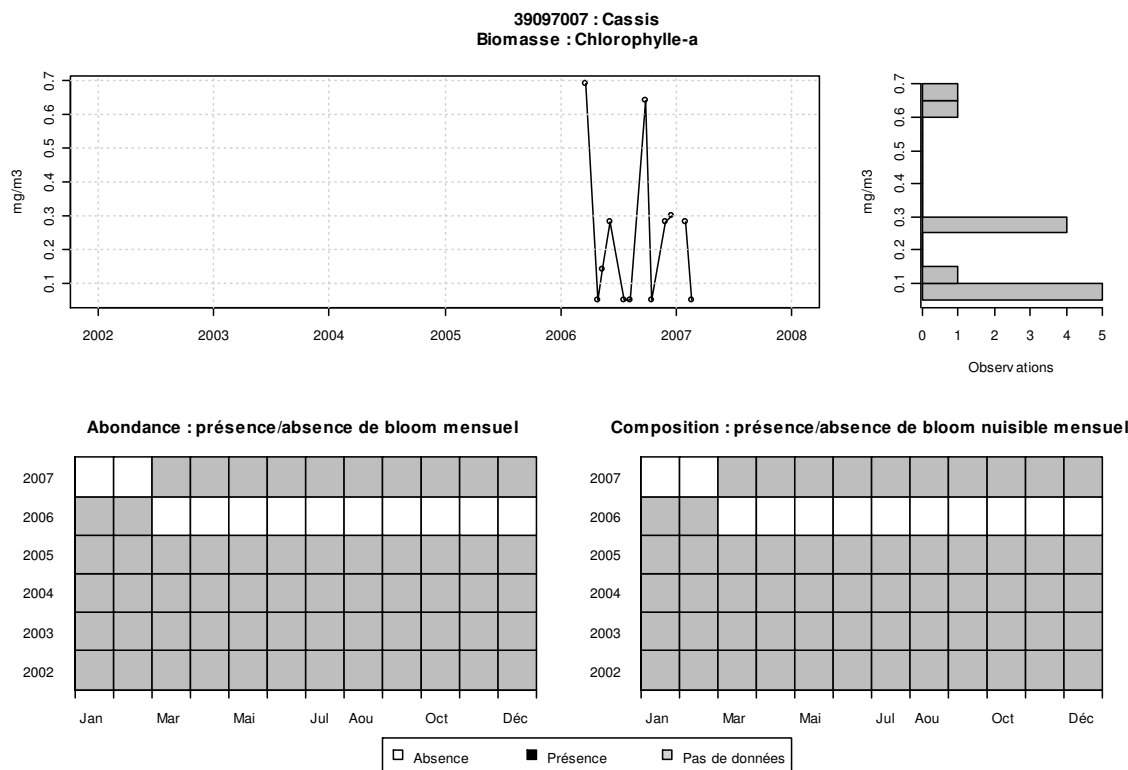 39097007 : Cassis
Biomasse : Chlorophylle-a
mg/m3
0.7
0.6
0.5
0.4
0.3
0.2
0.1
2002 2003 2004 2005 2006 2007 2008
mg/m3
0.7
0.6
0.5
0.4
0.3
0.2
0.1
0 1 2 3 4 5
Observations
Abondance : présence/absence de bloom mensuel
2007
2006
2005
2004
2003
2002
Jan Mar Mai Jul Aou Oct Déc
Composition : présence/absence de bloom nuisible mensuel
2007
2006
2005
2004
2003
2002
Jan Mar Mai Jul Aou Oct Déc
Absence Présence Pas de données